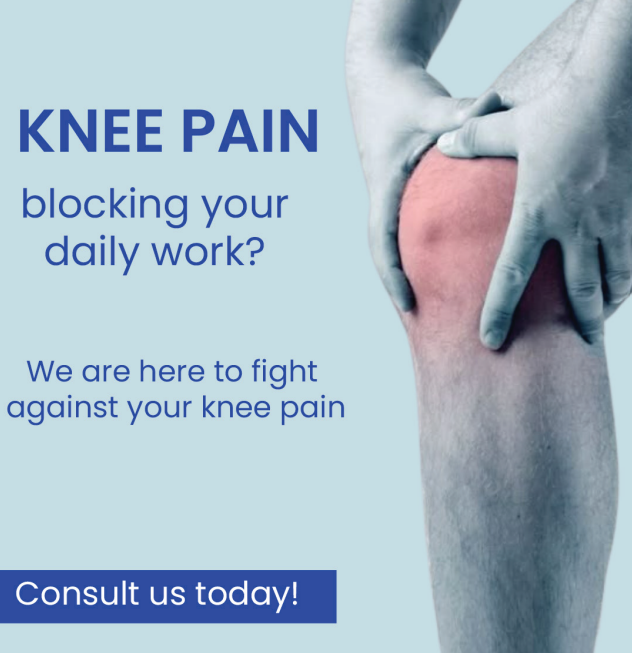 KNEE PAIN
blocking your
daily work?
We are here to fight
against your knee pain
Consult us today!